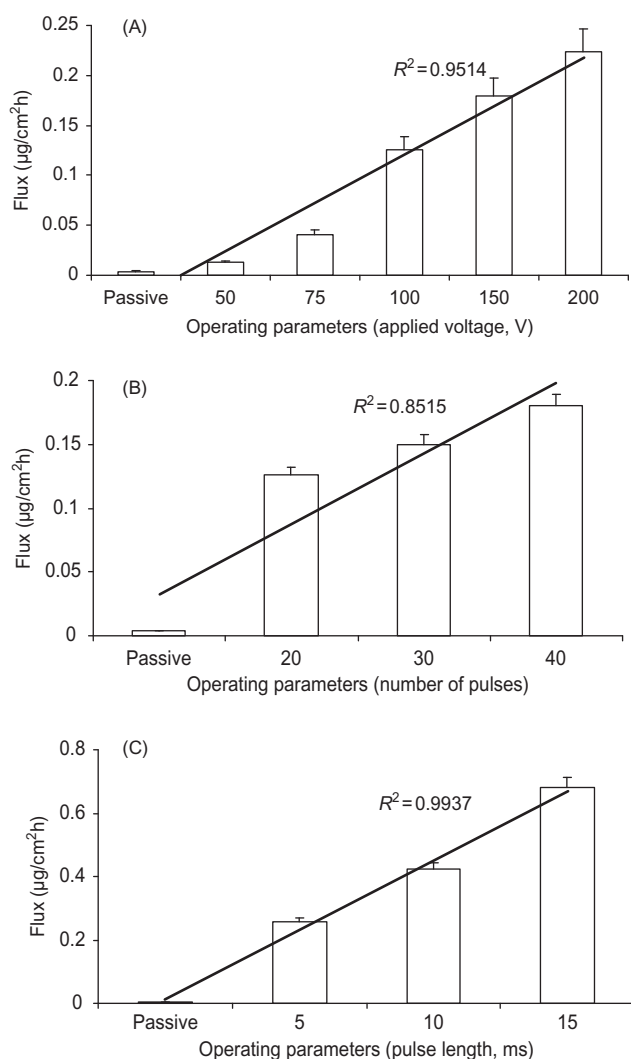 (A)
0.25
0.2
0.15
0.1
0.05
0
Flux (µg/cm²h)
R² = 0.9514
Passive 50 75 100 150 200
Operating parameters (applied voltage, V)
(B)
0.2
0.15
0.1
0.05
0
Flux (µg/cm²h)
R² = 0.8515
Passive 20 30 40
Operating parameters (number of pulses)
(C)
0.8
0.6
0.4
0.2
0
Flux (µg/cm²h)
R² = 0.9937
Passive 5 10 15
Operating parameters (pulse length, ms)